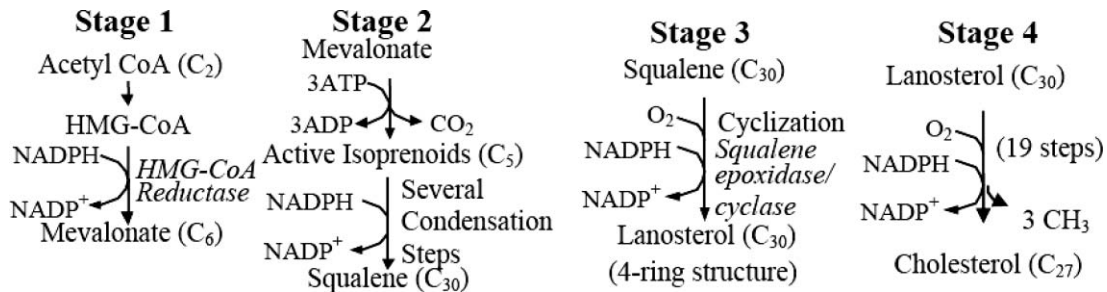 Stage 1
Acetyl CoA (C₂)
HMG-CoA
NADPH
HMG-CoA
Reductase
NADP⁺
Mevalonate (C₆)
Stage 2
Mevalonate
3ATP
3ADP
CO₂
Active Isoprenoids (C₅)
NADPH
Several
Condensation
NADP⁺
Steps
Squalene (C₃₀)
Stage 3
Squalene (C₃₀)
O₂
Cyclization
NADPH
Squalene
epoxidase/
NADP⁺
cyclase
Lanosterol (C₃₀)
(4-ring structure)
Stage 4
Lanosterol (C₃₀)
O₂
NADPH
(19 steps)
NADP⁺
3 CH₃
Cholesterol (C₂₇)